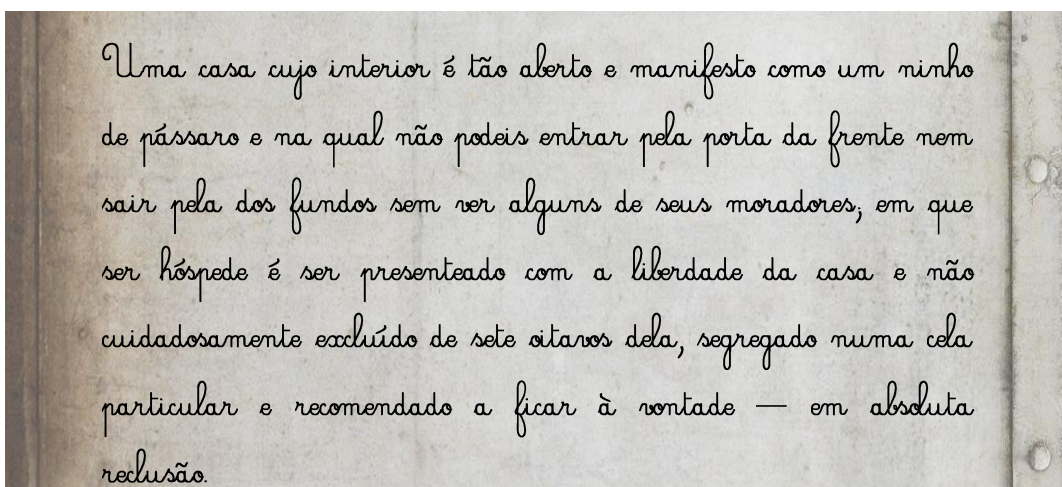 Uma casa cujo interior é tão aberto e manifesto como um ninho
de pássaro e na qual não podeis entrar pela porta da frente nem
sair pela dos fundos sem ver alguns de seus moradores; em que
ser hóspede é ser presenteado com a liberdade da casa e não
cuidadosamente excluído de sete oitavos dela, segregado numa cela
particular e recomendado a ficar à vontade — em absoluta
reclusão.